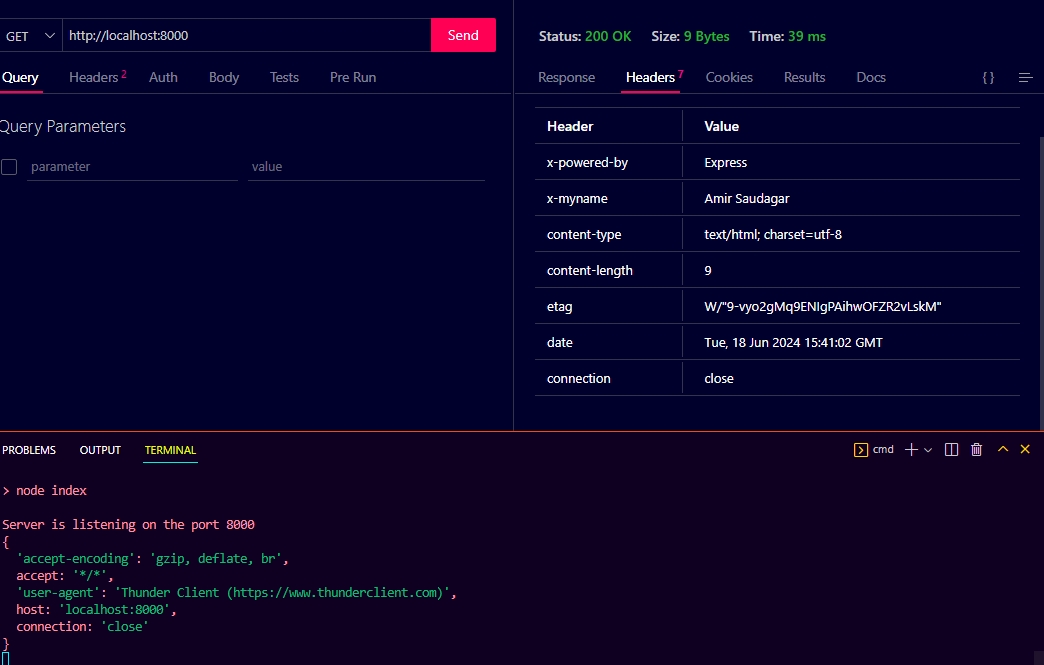 GET http://localhost:8000 Send
Query Headers 2 Auth Body Tests Pre Run
Query Parameters
parameter value
Status: 200 OK Size: 9 Bytes Time: 39 ms
Response Headers 7 Cookies Results Docs {}
Header Value
x-powered-by Express
x-myname Amir Saudagar
content-type text/html; charset=utf-8
content-length 9
etag W/"9-vyo2gMq9ENIgPAihwOFZR2vLskM"
date Tue, 18 Jun 2024 15:41:02 GMT
connection close
PROBLEMS OUTPUT TERMINAL cmd
> node index
Server is listening on the port 8000
{
'accept-encoding': 'gzip, deflate, br',
accept: '*/*',
'user-agent': 'Thunder Client (https://www.thunderclient.com)',
host: 'localhost:8000',
connection: 'close'
}